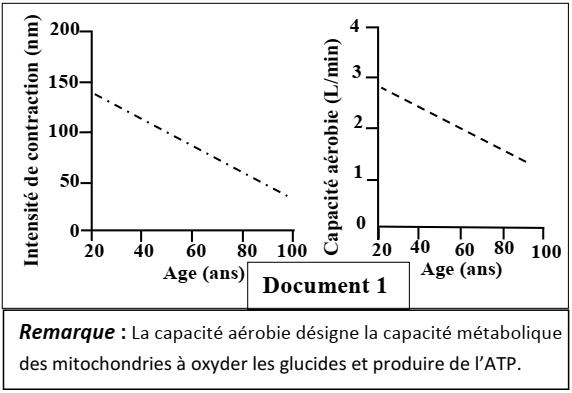 Intensité de contraction (nm)
200
150
100
50
0
20 40 60 80 100
Age (ans)
Capacité aérobie (L/min)
4
3
2
1
0
20 40 60 80 100
Age (ans)
Document 1
Remarque : La capacité aérobie désigne la capacité métabolique
des mitochondries à oxyder les glucides et produire de l’ATP.